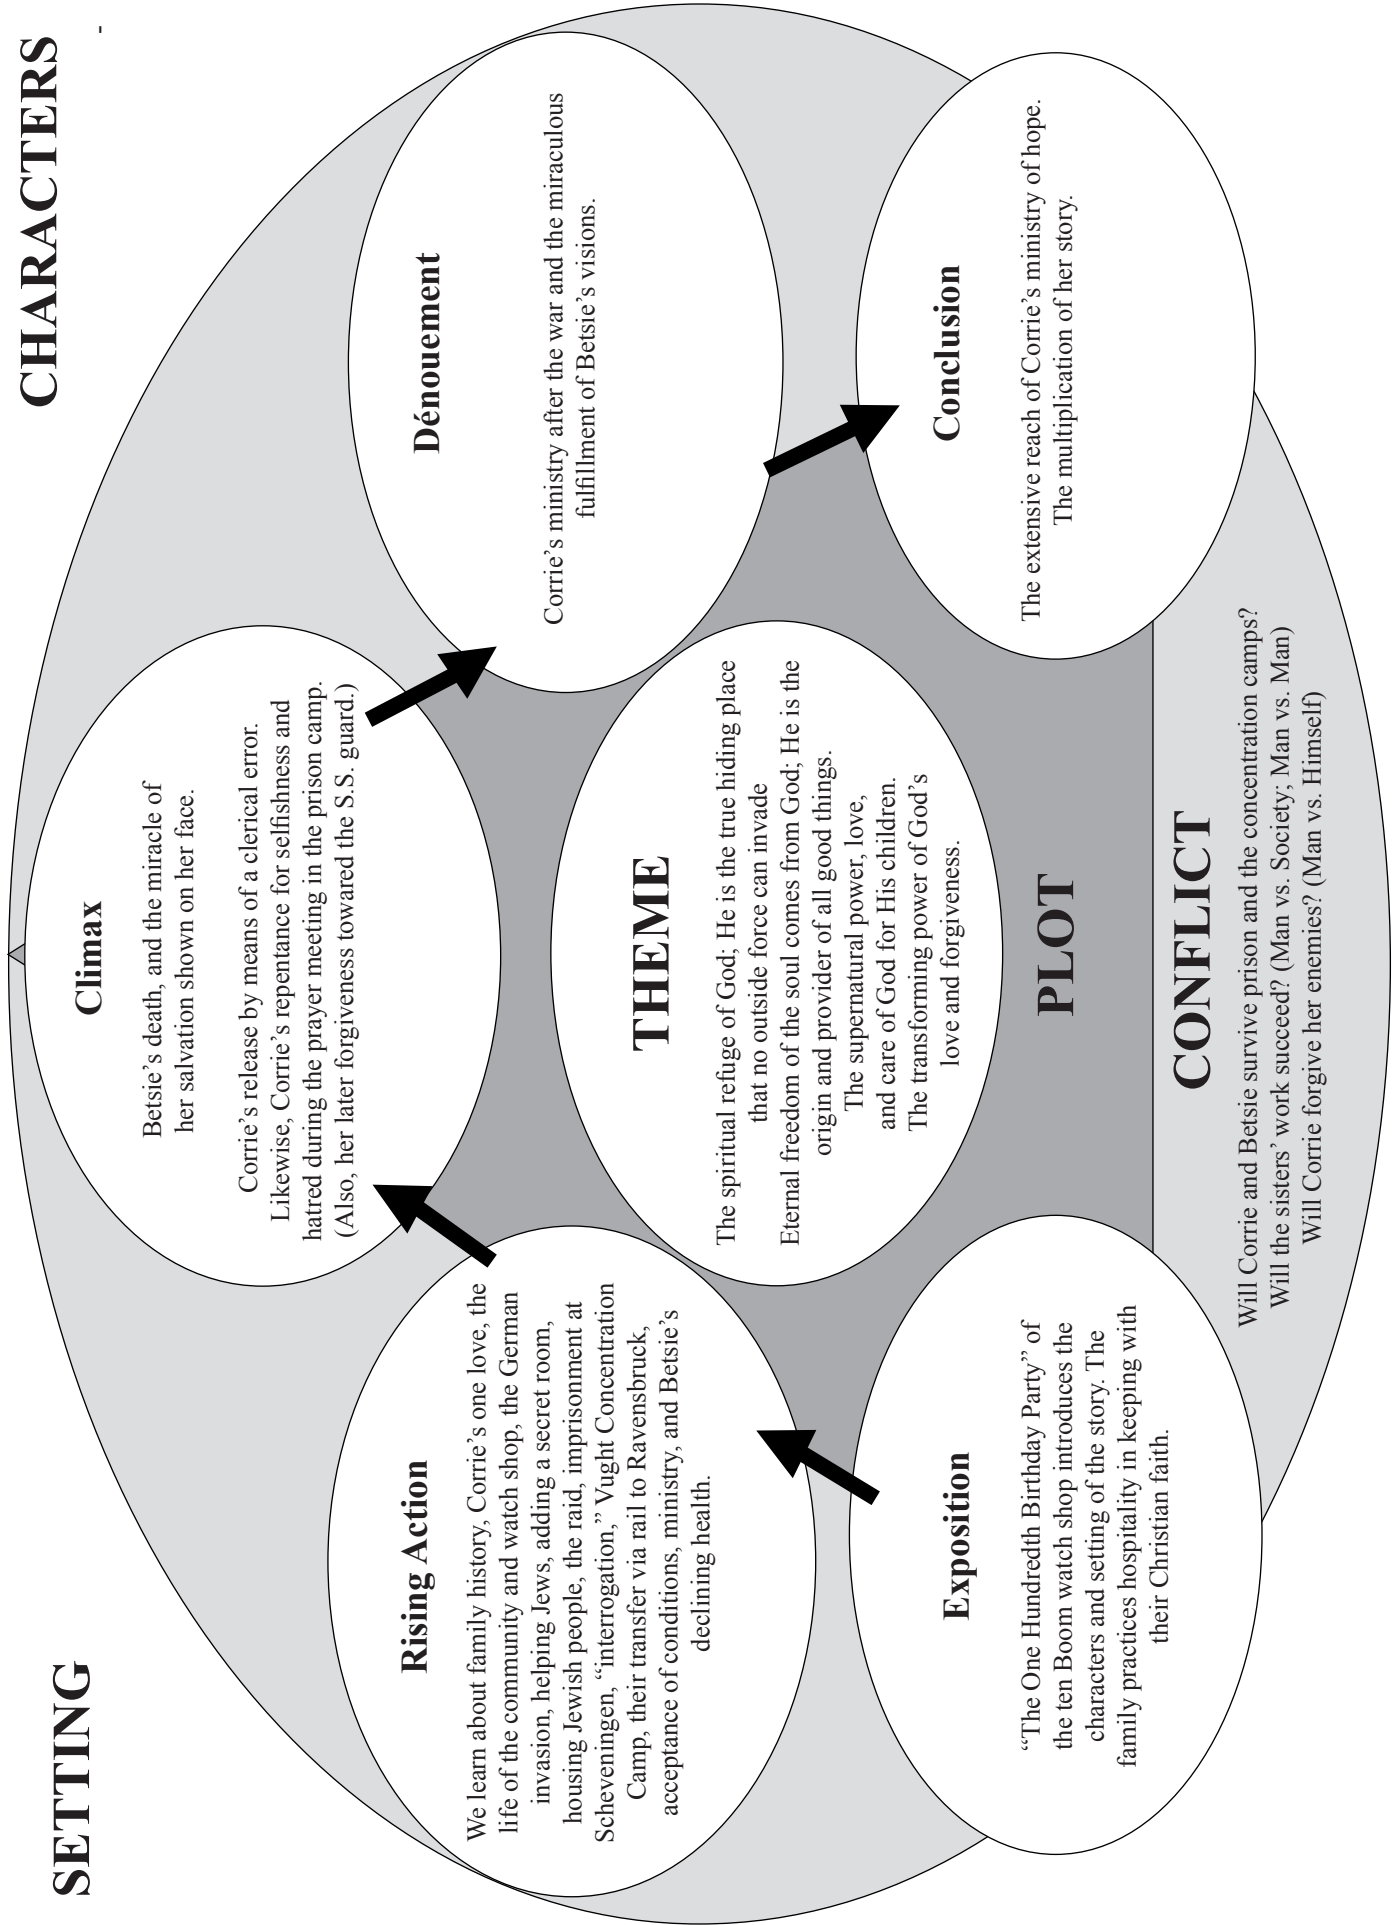 SETTING
CHARACTERS
Climax
Betsie’s death, and the miracle of
her salvation shown on her face.
Corrie’s release by means of a clerical error.
Likewise, Corrie’s repentance for selfishness and
hatred during the prayer meeting in the prison camp.
(Also, her later forgiveness towared the S.S. guard.)
Rising Action
We learn about family history, Corrie’s one love, the
life of the community and watch shop, the German
invasion, helping Jews, adding a secret room,
housing Jewish people, the raid, imprisonment at
Scheveningen, “interrogation,” Vught Concentration
Camp, their transfer via rail to Ravensbruck,
acceptance of conditions, ministry, and Betsie’s
declining health.
Dénouement
Corrie’s ministry after the war and the miraculous
fulfillment of Betsie’s visions.
THEME
The spiritual refuge of God; He is the true hiding place
that no outside force can invade
Eternal freedom of the soul comes from God; He is the
origin and provider of all good things.
The supernatural power, love,
and care of God for His children.
The transforming power of God’s
love and forgiveness.
Exposition
“The One Hundredth Birthday Party” of
the ten Boom watch shop introduces the
characters and setting of the story. The
family practices hospitality in keeping with
their Christian faith.
Conclusion
The extensive reach of Corrie’s ministry of hope.
The multiplication of her story.
PLOT
CONFLICT
Will Corrie and Betsie survive prison and the concentration camps?
Will the sisters’ work succeed? (Man vs. Society; Man vs. Man)
Will Corrie forgive her enemies? (Man vs. Himself)